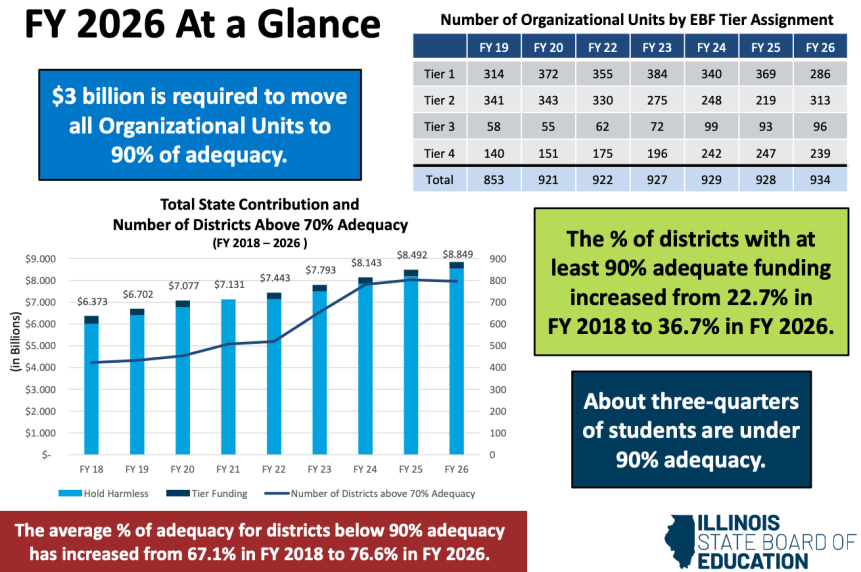 FY 2026 At a Glance
$3 billion is required to move
all Organizational Units to
90% of adequacy.
Number of Organizational Units by EBF Tier Assignment
FY 19 FY 20 FY 22 FY 23 FY 24 FY 25 FY 26
Tier 1 314 372 355 384 340 369 286
Tier 2 341 343 330 275 248 219 313
Tier 3 58 55 62 72 99 93 96
Tier 4 140 151 175 196 242 247 239
Total 853 921 922 927 929 928 934
Total State Contribution and
Number of Districts Above 70% Adequacy
(FY 2018 – 2026 )
(in Billions)
$9.000 900
$8.000 800
$7.000 700
$6.000 600
$5.000 500
$4.000 400
$3.000 300
$2.000 200
$1.000 100
$- 0
$6.373 $6.702 $7.077 $7.131 $7.443 $7.793 $8.143 $8.492 $8.849
FY 18 FY 19 FY 20 FY 21 FY 22 FY 23 FY 24 FY 25 FY 26
Hold Harmless Tier Funding Number of Districts above 70% Adequacy
The % of districts with at
least 90% adequate funding
increased from 22.7% in
FY 2018 to 36.7% in FY 2026.
About three-quarters
of students are under
90% adequacy.
The average % of adequacy for districts below 90% adequacy
has increased from 67.1% in FY 2018 to 76.6% in FY 2026.
ILLINOIS
STATE BOARD OF
EDUCATION